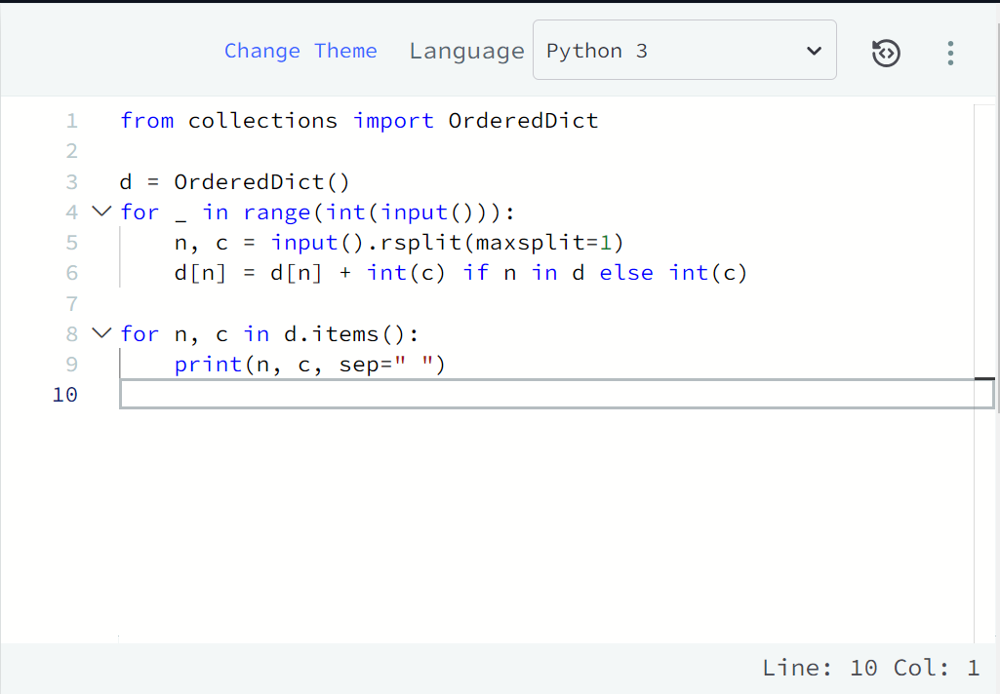 Change Theme Language Python 3
1 from collections import OrderedDict
2
3 d = OrderedDict()
4 for _ in range(int(input())):
5     n, c = input().rsplit(maxsplit=1)
6     d[n] = d[n] + int(c) if n in d else int(c)
7
8 for n, c in d.items():
9     print(n, c, sep=" ")
10
Line: 10 Col: 1